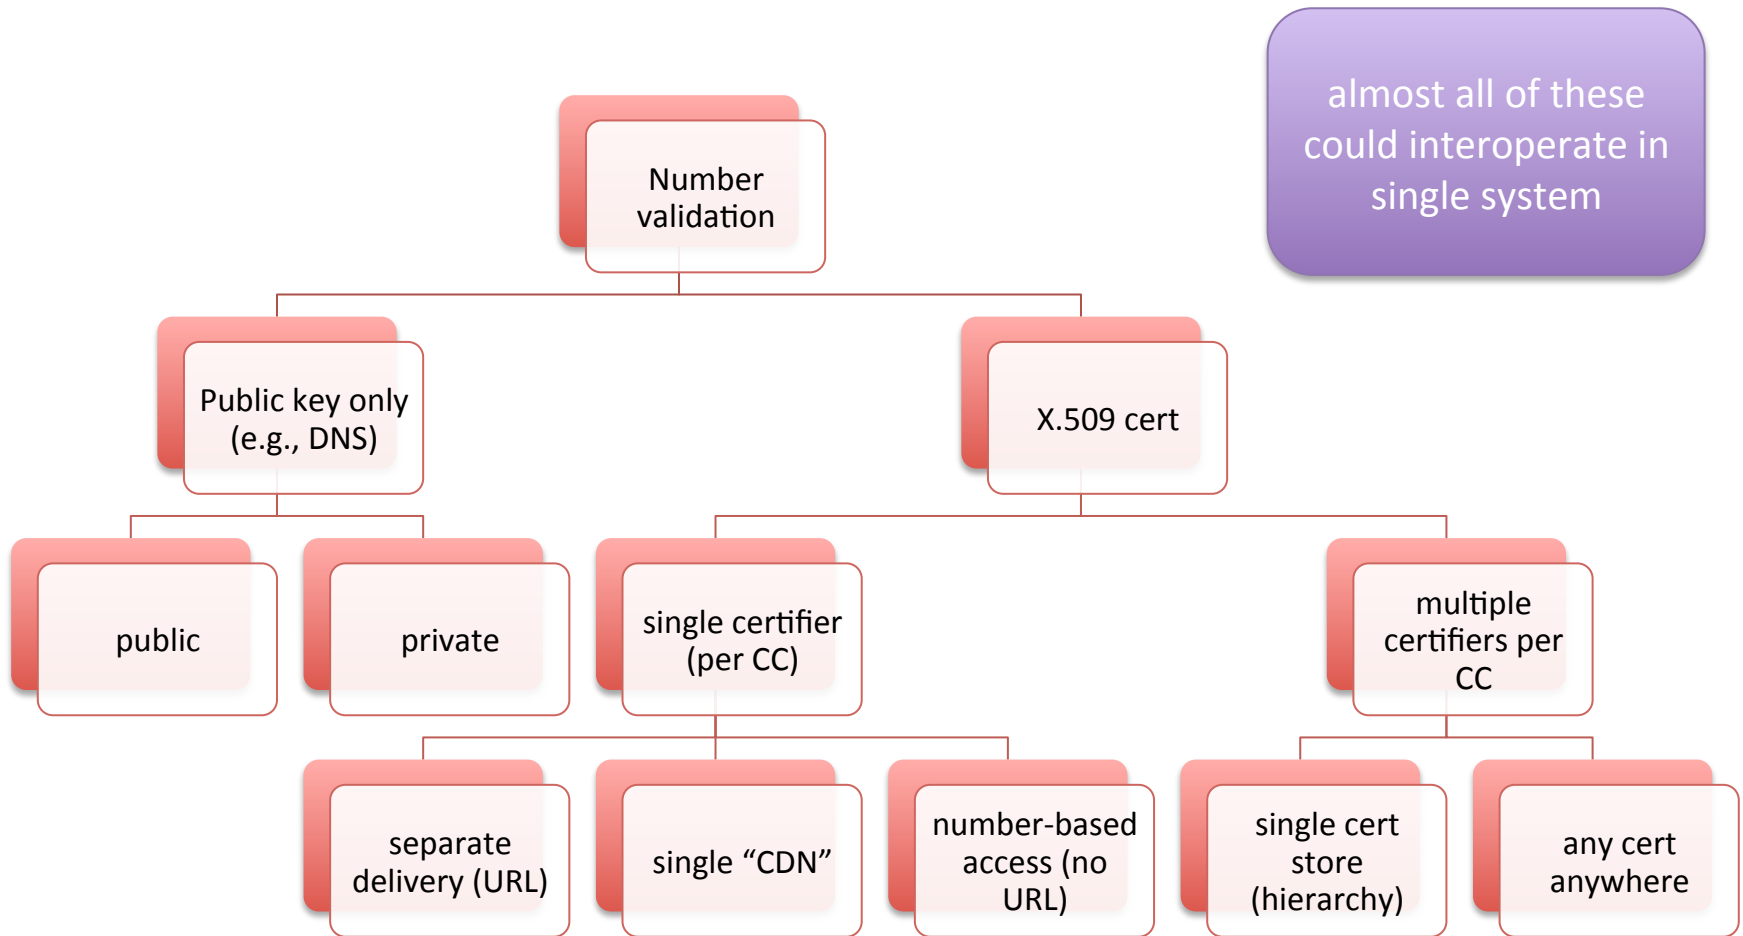 almost all of these
could interoperate in
single system
Number
validation
Public key only
(e.g., DNS)
X.509 cert
public
private
single certifier
(per CC)
multiple
certifiers per
CC
separate
delivery (URL)
single “CDN”
number-based
access (no
URL)
single cert
store
(hierarchy)
any cert
anywhere